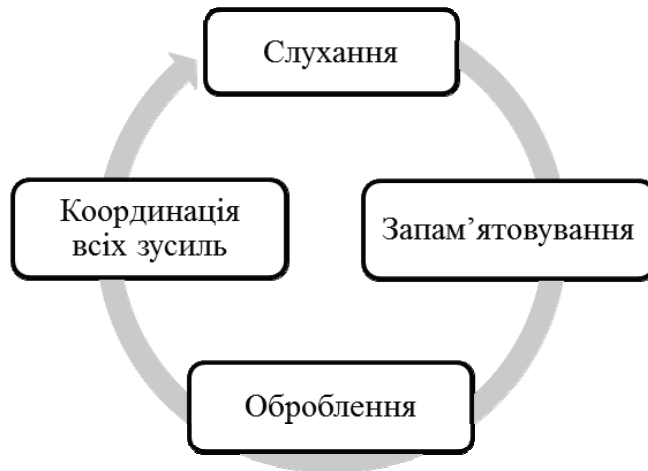 Слухання
Координація
всіх зусиль
Запам’ятовування
Оброблення